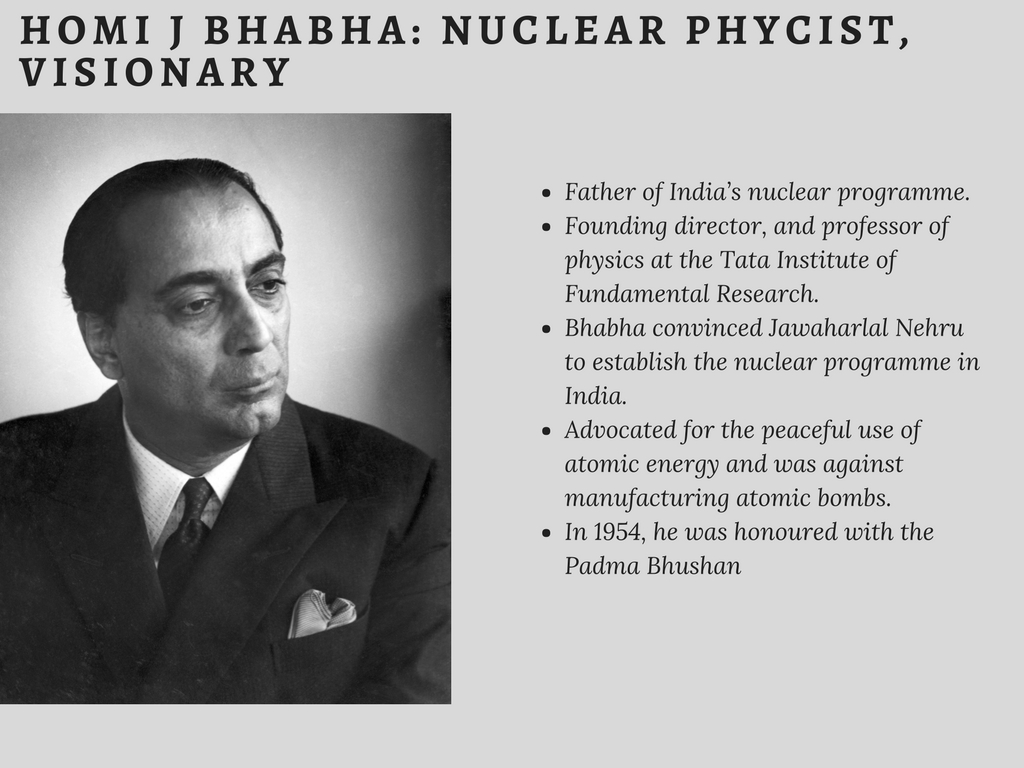 HOMI J BHABHA: NUCLEAR PHYCIST,
VISIONARY
• Father of India’s nuclear programme.
• Founding director, and professor of
physics at the Tata Institute of
Fundamental Research.
• Bhabha convinced Jawaharlal Nehru
to establish the nuclear programme in
India.
• Advocated for the peaceful use of
atomic energy and was against
manufacturing atomic bombs.
• In 1954, he was honoured with the
Padma Bhushan